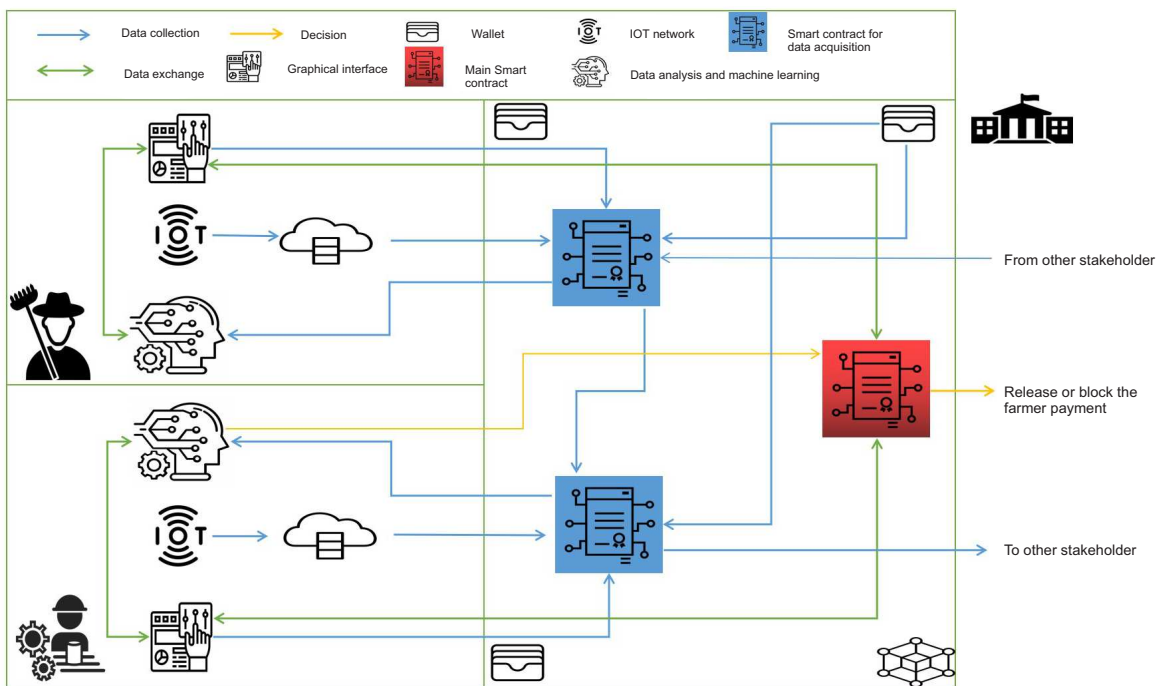 Data collection
Decision
Wallet
IOT network
Smart contract for
data acquisition
Data exchange
Graphical interface
Main Smart
contract
Data analysis and machine learning
I O T
From other stakeholder
Release or block the
farmer payment
I O T
To other stakeholder